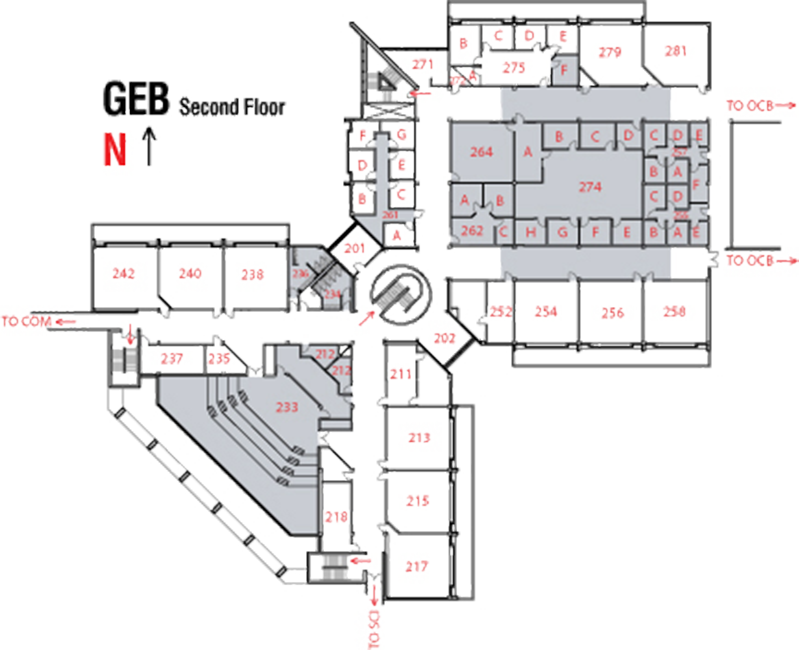 B C D E
271 275 A F 279 281
GEB Second Floor
N
TO OCB
F G
D E
B C
261
A
264 A B C D C D E
257
B A
274 F
A B C D
262 C H G F E B A E
TO OCB
201
242 240 238 236 234
TO COM
237 235 212 212
252 254 256 258
202
211
233
213
215
218
217
TO SCI